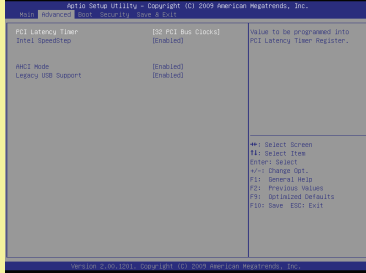 Aptio Setup Utility – Copyright (C) 2009 American Megatrends, Inc.
Main Advanced Boot Security Save & Exit
PCI Latency Timer [32 PCI Bus Clocks]
Intel SpeedStep [Enabled]
AHCI Mode [Enabled]
Legacy USB Support [Enabled]
Value to be programmed into
PCI Latency Timer Register.
→←: Select Screen
↑↓: Select Item
Enter: Select
+/-: Change Opt.
F1: General Help
F2: Previous Values
F9: Optimized Defaults
F10: Save ESC: Exit
Version 2.00.1201. Copyright (C) 2009 American Megatrends, Inc.